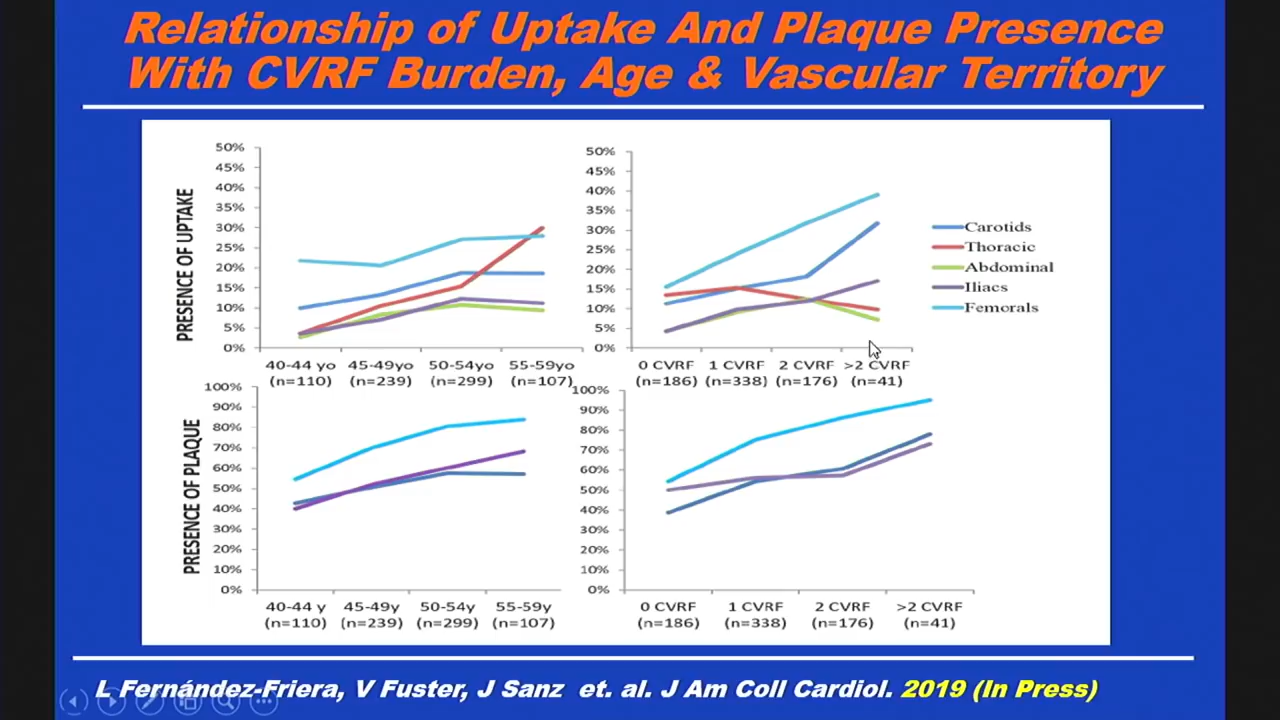 Relationship of Uptake And Plaque Presence
With CVRF Burden, Age & Vascular Territory
PRESENCE OF UPTAKE
50%
45%
40%
35%
30%
25%
20%
15%
10%
5%
0%
40-44 yo 45-49yo 50-54yo 55-59yo
(n=110) (n=239) (n=299) (n=107)
50%
45%
40%
35%
30%
25%
20%
15%
10%
5%
0%
0 CVRF 1 CVRF 2 CVRF >2 CVRF
(n=186) (n=338) (n=176) (n=41)
Carotids
Thoracic
Abdominal
Iliacs
Femorals
PRESENCE OF PLAQUE
100%
90%
80%
70%
60%
50%
40%
30%
20%
10%
0%
40-44 y 45-49y 50-54y 55-59y
(n=110) (n=239) (n=299) (n=107)
100%
90%
80%
70%
60%
50%
40%
30%
20%
10%
0%
0 CVRF 1 CVRF 2 CVRF >2 CVRF
(n=186) (n=338) (n=176) (n=41)
L Fernández-Friera, V Fuster, J Sanz et. al. J Am Coll Cardiol. 2019 (In Press)